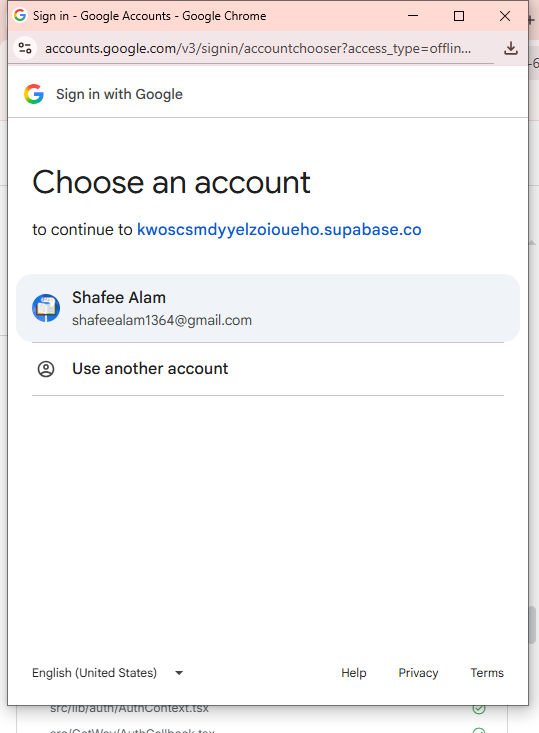 Sign in - Google Accounts - Google Chrome
accounts.google.com/v3/signin/accountchooser?access_type=offlin...
Sign in with Google
Choose an account
to continue to kwoscsmdyyelzoioueho.supabase.co
Shafee Alam
shafeealam1364@gmail.com
Use another account
English (United States)
Help
Privacy
Terms
src/lib/auth/AuthContext.tsx